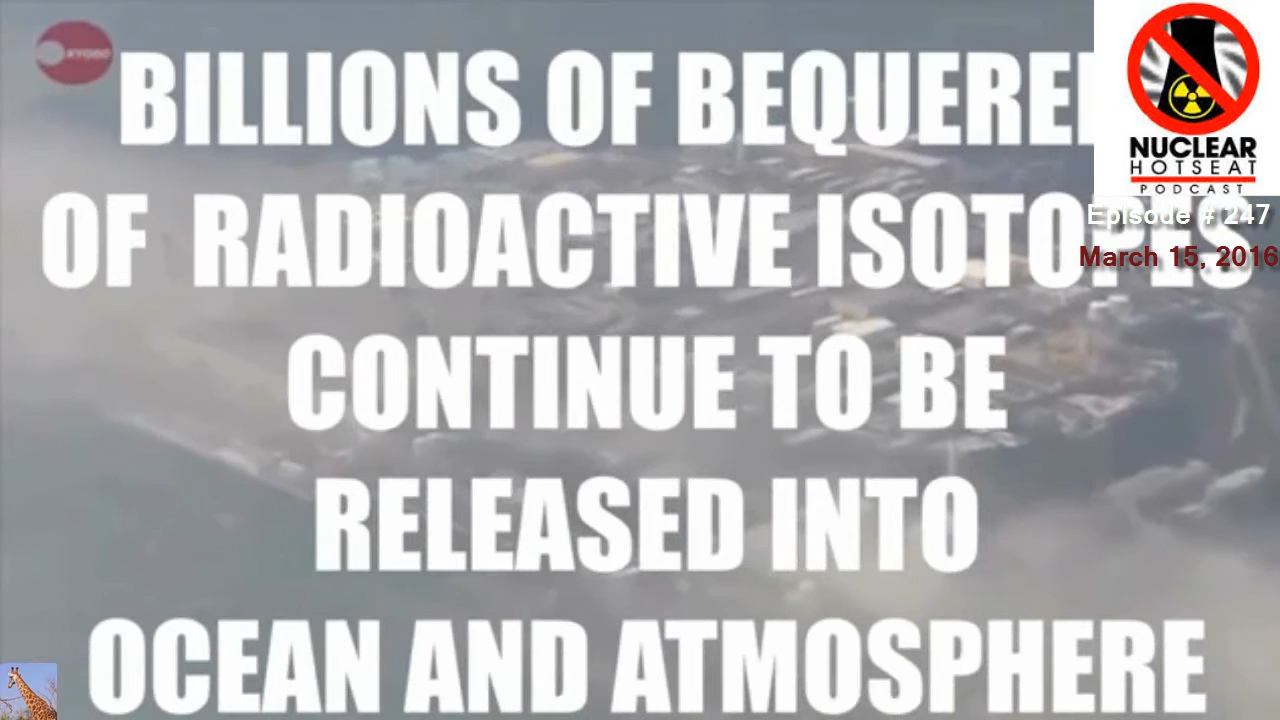 BILLIONS OF BEQUEREL
OF RADIOACTIVE ISOTOPES
CONTINUE TO BE
RELEASED INTO
OCEAN AND ATMOSPHERE
NUCLEAR
HOTSEAT
PODCAST
Episode # 247
March 15, 2016